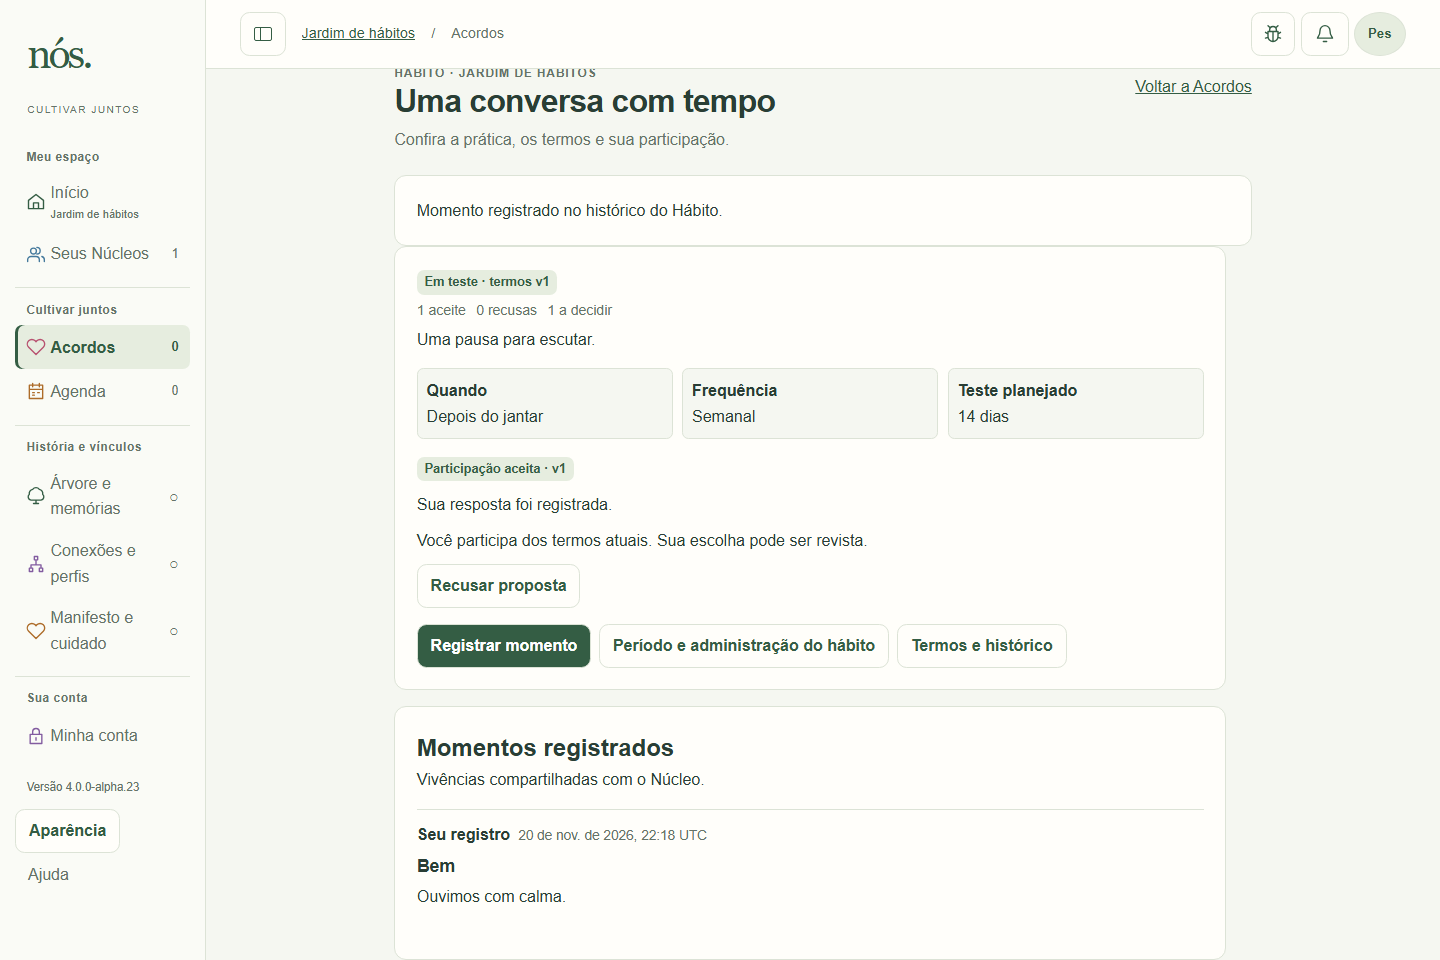 nós.
CULTIVAR JUNTOS
Meu espaço
Início
Jardim de hábitos
Seus Núcleos 1
Cultivar juntos
Acordos 0
Agenda 0
História e vínculos
Árvore e
memórias
Conexões e
perfis
Manifesto e
cuidado
Sua conta
Minha conta
Versão 4.0.0-alpha.23
Aparência
Ajuda
Jardim de hábitos / Acordos
Pes
HÁBITO · JARDIM DE HÁBITOS
Uma conversa com tempo
Voltar a Acordos
Confira a prática, os termos e sua participação.
Momento registrado no histórico do Hábito.
Em teste · termos v1
1 aceite 0 recusas 1 a decidir
Uma pausa para escutar.
Quando
Depois do jantar
Frequência
Semanal
Teste planejado
14 dias
Participação aceita · v1
Sua resposta foi registrada.
Você participa dos termos atuais. Sua escolha pode ser revista.
Recusar proposta
Registrar momento
Período e administração do hábito
Termos e histórico
Momentos registrados
Vivências compartilhadas com o Núcleo.
Seu registro 20 de nov. de 2026, 22:18 UTC
Bem
Ouvimos com calma.